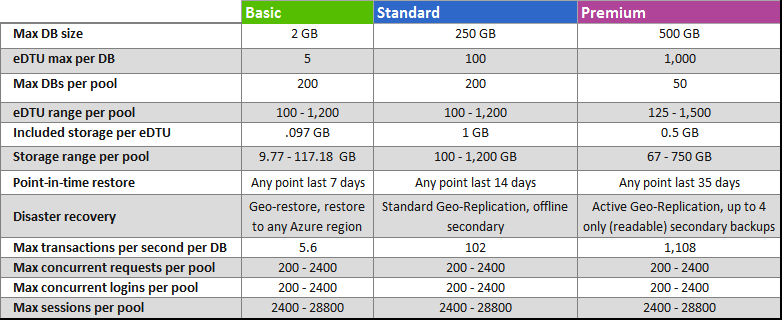 Basic Standard Premium
Max DB size 2 GB 250 GB 500 GB
eDTU max per DB 5 100 1,000
Max DBs per pool 200 200 50
eDTU range per pool 100 - 1,200 100 - 1,200 125 - 1,500
Included storage per eDTU .097 GB 1 GB 0.5 GB
Storage range per pool 9.77 - 117.18 GB 100 - 1,200 GB 67 - 750 GB
Point-in-time restore Any point last 7 days Any point last 14 days Any point last 35 days
Disaster recovery Geo-restore, restore to any Azure region Standard Geo-Replication, offline secondary Active Geo-Replication, up to 4 only (readable) secondary backups
Max transactions per second per DB 5.6 102 1,108
Max concurrent requests per pool 200 - 2400 200 - 2400 200 - 2400
Max concurrent logins per pool 200 - 2400 200 - 2400 200 - 2400
Max sessions per pool 2400 - 28800 2400 - 28800 2400 - 28800